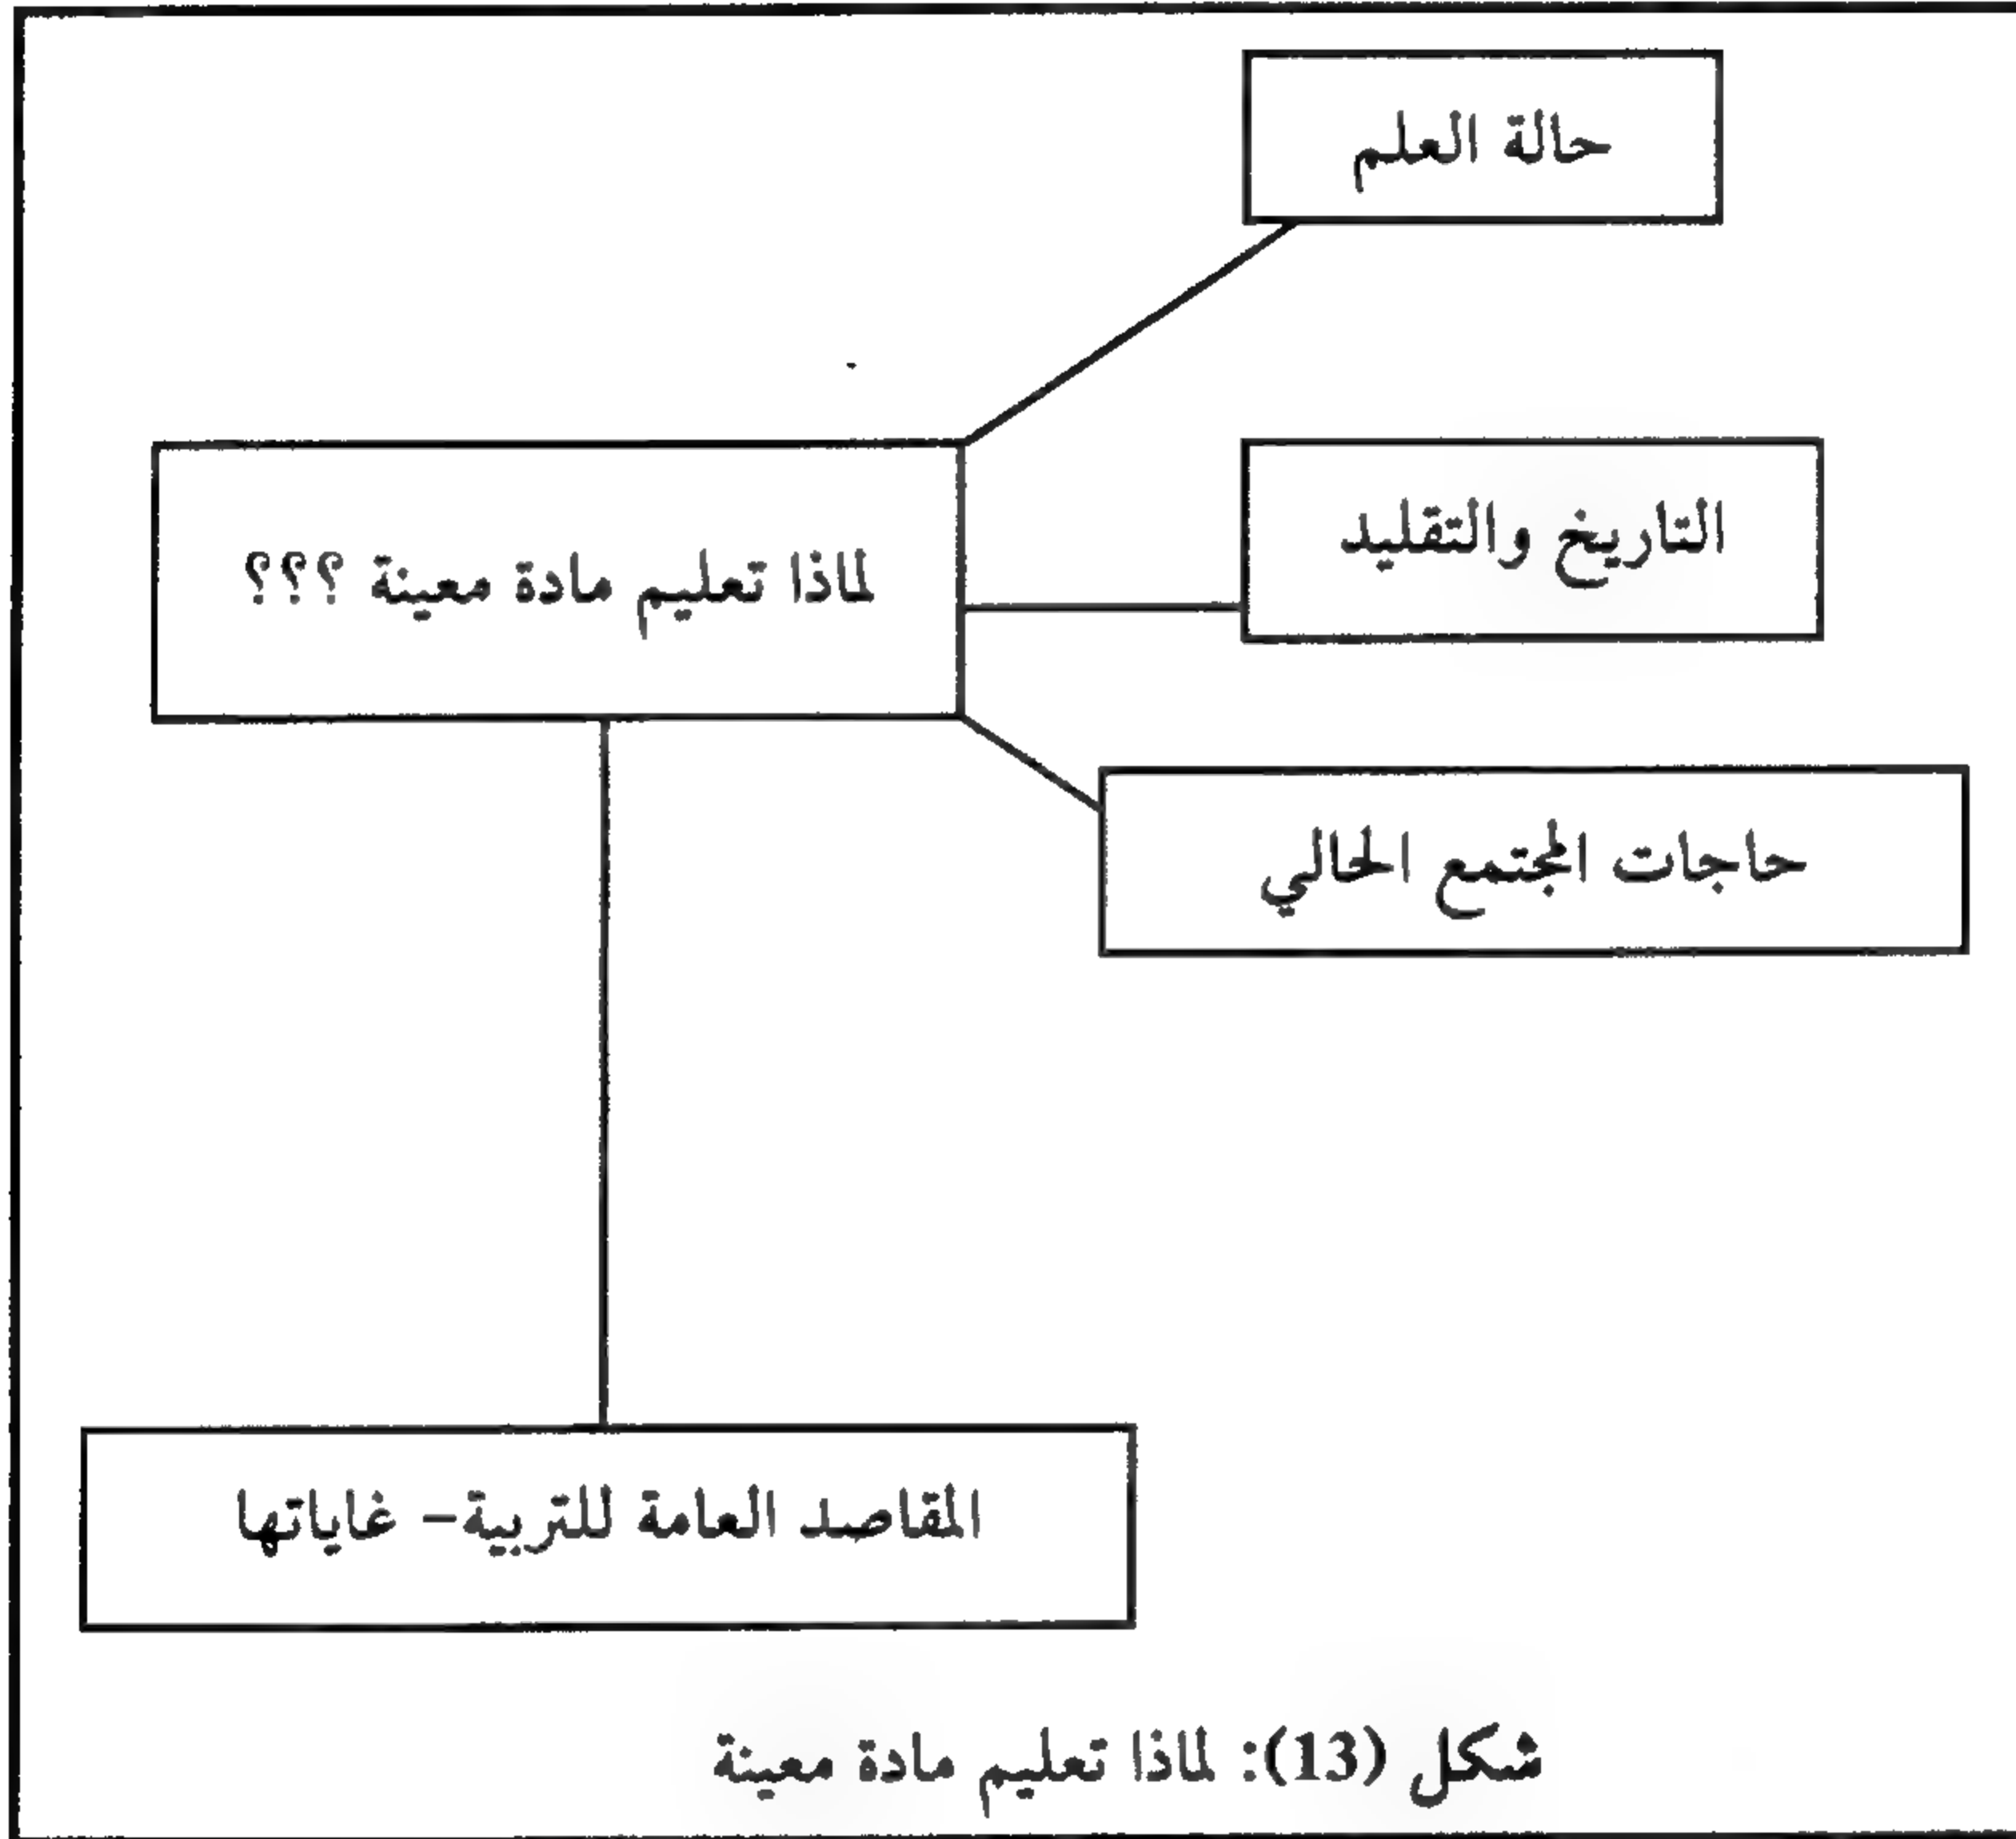 حالة العلم
التاريخ والتقليد
لماذا تعليم مادة معينة ؟؟؟
حاجات المجتمع الحالي
المقاصد العامة للتربية– غاياتها
شكل (13): لماذا تعليم مادة معينة